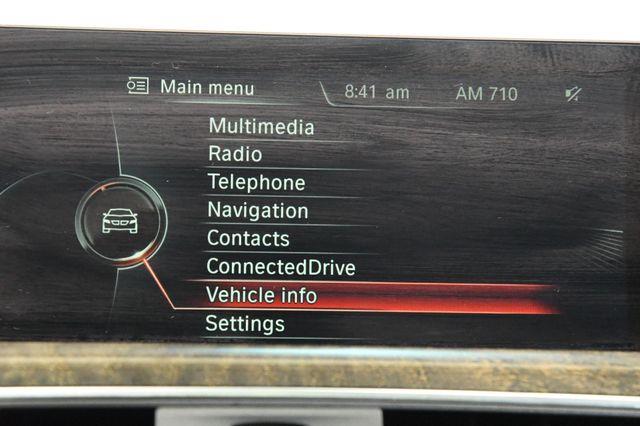 Main menu 8:41 am AM 710
Multimedia
Radio
Telephone
Navigation
Contacts
ConnectedDrive
Vehicle info
Settings